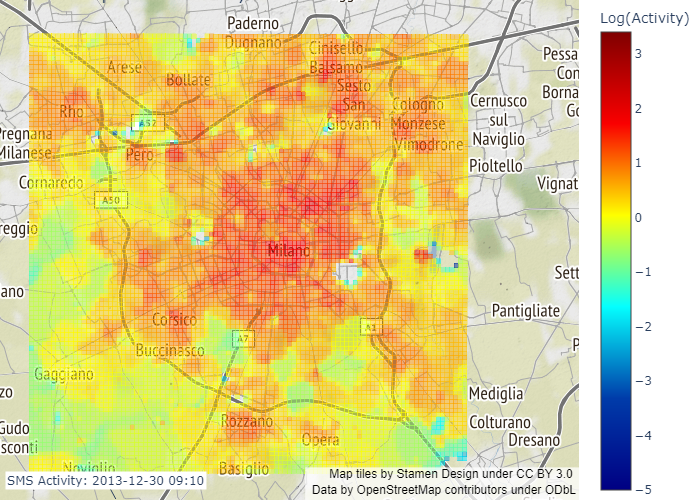 Paderno
Dugnano
Cinisello
Balsamo
Arese
Bollate
Sesto
San
Giovanni
Rho
Cologno
Monzese
Vimodrone
A52
Pero
Pregnana
Milanese
Cornaredo
A50
reggio
Milano
ano
Corsico
A7
A1
Buccinasco
Gaggiano
zo
Gudo
sconti
Rozzano
Opera
Noviglio
Basiglio
Pessa
Con
Borna
Cernusco
sul
Naviglio
Pioltello
Vignat
Sett
Pantigliate
P
Mediglia
Colturano
Dresano
SMS Activity: 2013-12-30 09:10
Map tiles by Stamen Design under CC BY 3.0
Data by OpenStreetMap contributors under ODbL
Log(Activity)
3
2
1
0
−1
−2
−3
−4
−5